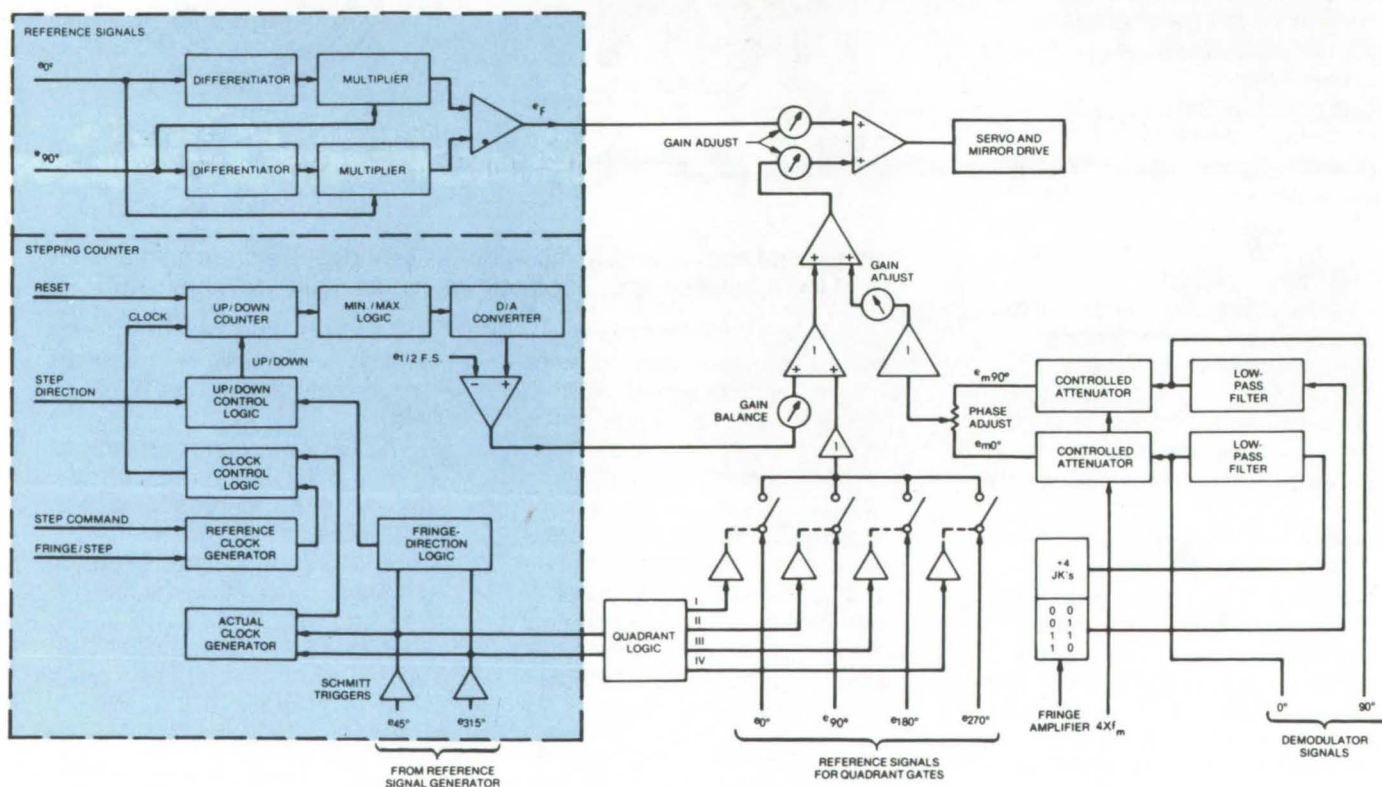 REFERENCE SIGNALS
e0°
DIFFERENTIATOR
MULTIPLIER
eF
e90°
DIFFERENTIATOR
MULTIPLIER
GAIN ADJUST
+
+
SERVO AND
MIRROR DRIVE
STEPPING COUNTER
RESET
CLOCK
UP/DOWN
COUNTER
MIN./MAX.
LOGIC
D/A
CONVERTER
UP/DOWN
e1/2 F.S.
− +
STEP
DIRECTION
UP/DOWN
CONTROL
LOGIC
CLOCK
CONTROL
LOGIC
STEP COMMAND
FRINGE/STEP
REFERENCE
CLOCK
GENERATOR
FRINGE-
DIRECTION
LOGIC
ACTUAL
CLOCK
GENERATOR
SCHMITT
TRIGGERS
e45°
e315°
FROM REFERENCE
SIGNAL GENERATOR
+ +
GAIN
ADJUST
I
+ +
I
GAIN
BALANCE
I
em90°
PHASE
ADJUST
em0°
CONTROLLED
ATTENUATOR
LOW-
PASS
FILTER
CONTROLLED
ATTENUATOR
LOW-
PASS
FILTER
QUADRANT
LOGIC
I
II
III
IV
e0°
e90°
e180°
e270°
REFERENCE SIGNALS
FOR QUADRANT GATES
+4
JK's
0 0
0 1
1 1
1 0
FRINGE
AMPLIFIER
4Xfm
0°
90°
DEMODULATOR
SIGNALS